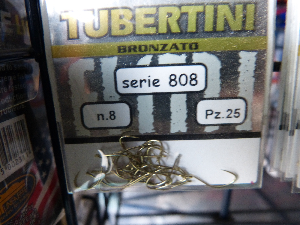 TUBERTINI
BRONZATO
serie 808
n.8
Pz.25